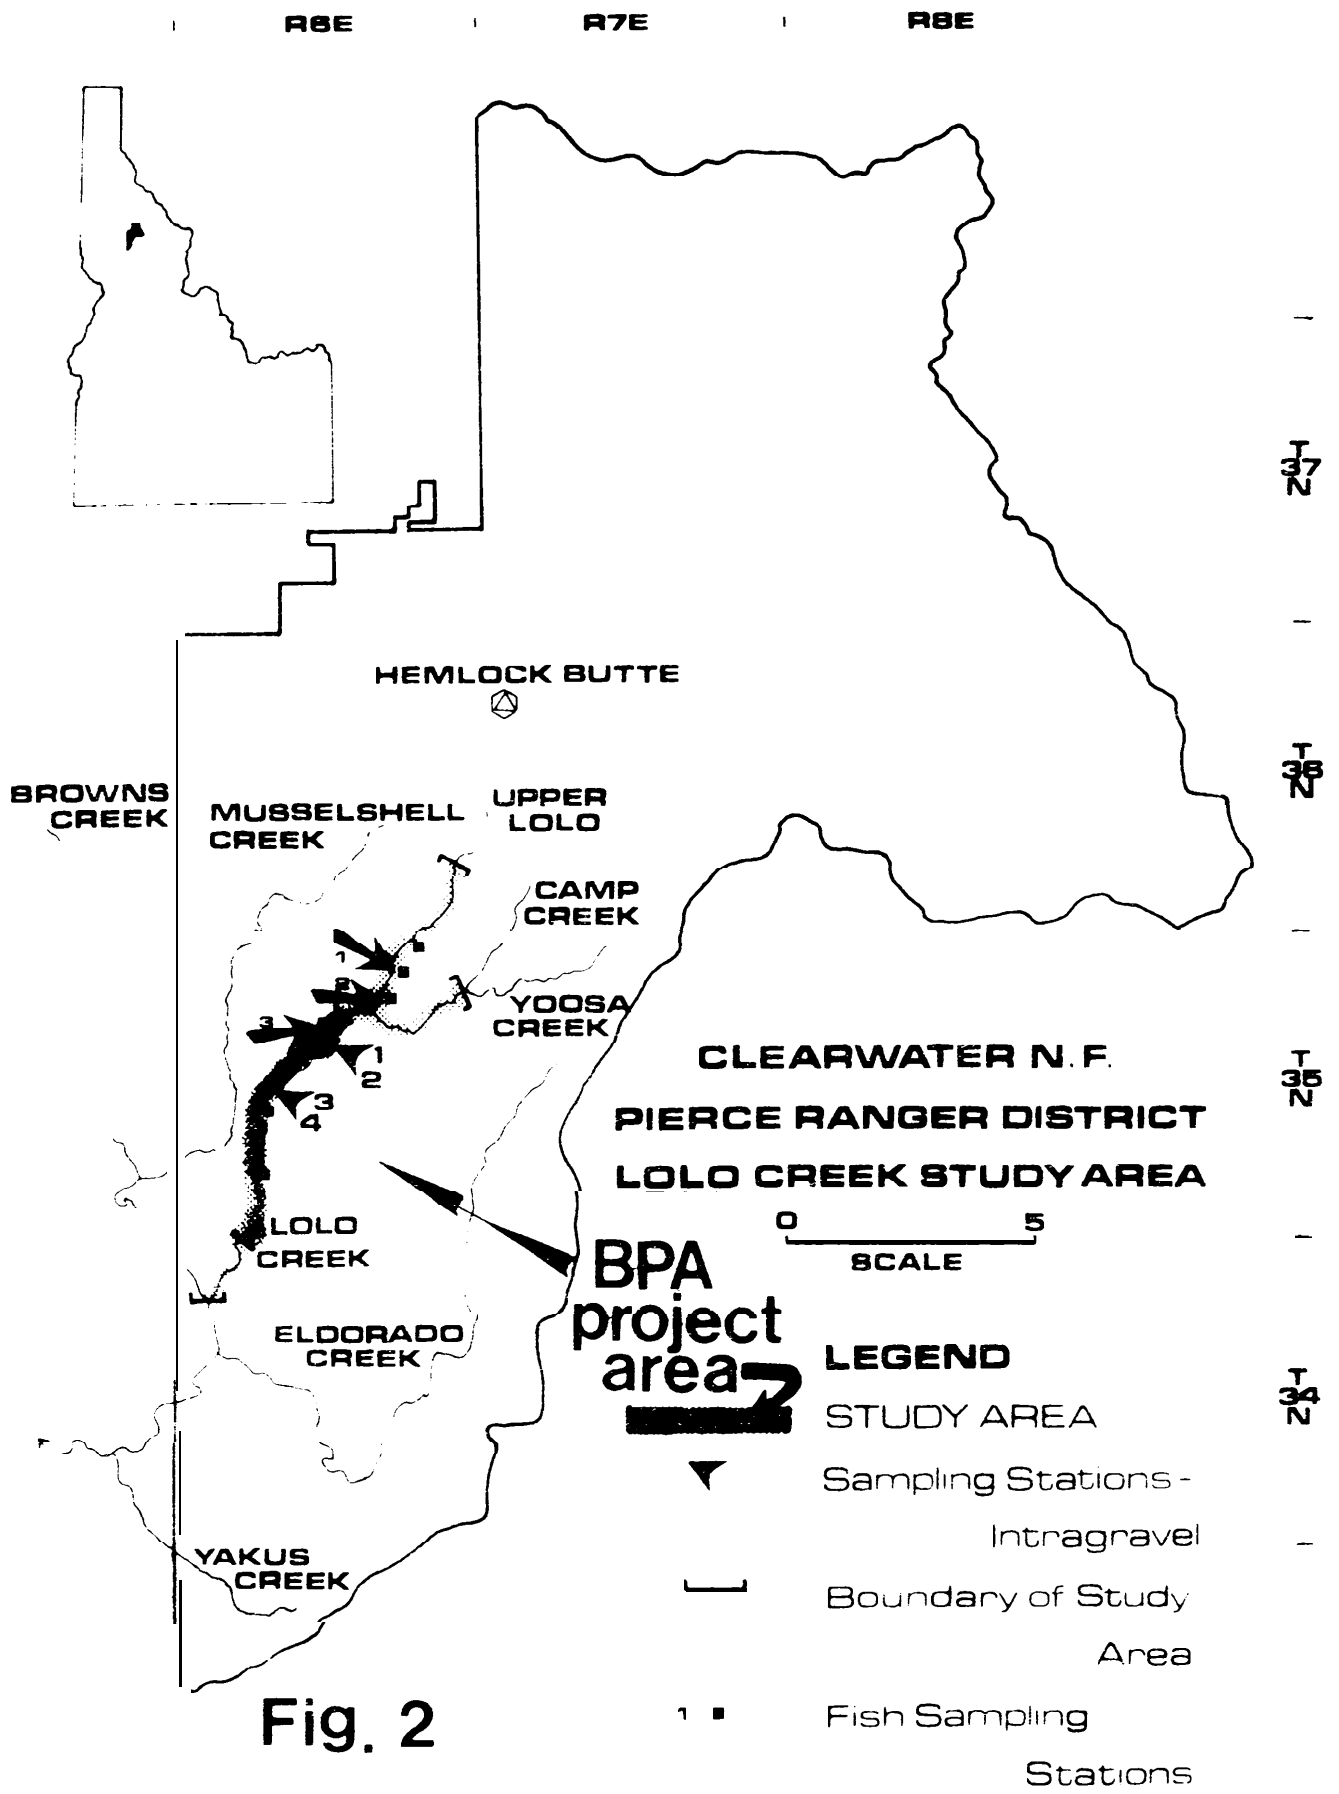 R6E R7E R8E
T
37
N
HEMLOCK BUTTE
T
36
N
BROWNS
CREEK
MUSSELSHELL
CREEK
UPPER
LOLO
CAMP
CREEK
1
2
3
YOOSA
CREEK
1
2
3
4
CLEARWATER N.F.
PIERCE RANGER DISTRICT
LOLO CREEK STUDY AREA
T
35
N
0 5
SCALE
LOLO
CREEK
BPA
project
area
ELDORADO
CREEK
LEGEND
STUDY AREA
T
34
N
Sampling Stations -
Intragravel
Boundary of Study
Area
YAKUS
CREEK
1
Fish Sampling
Stations
Fig. 2